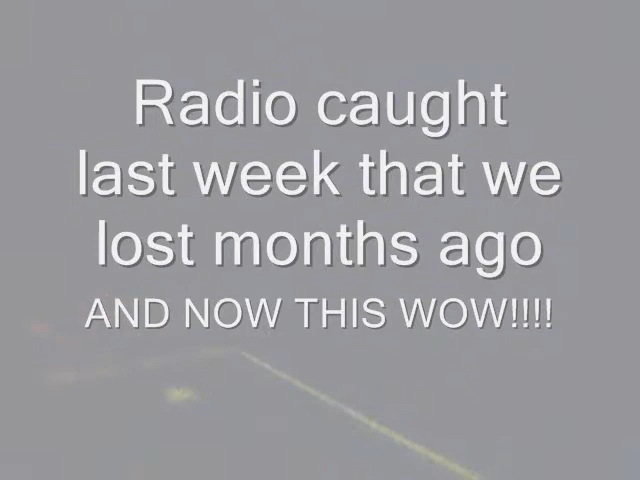 Radio caught
last week that we
lost months ago
AND NOW THIS WOW!!!!